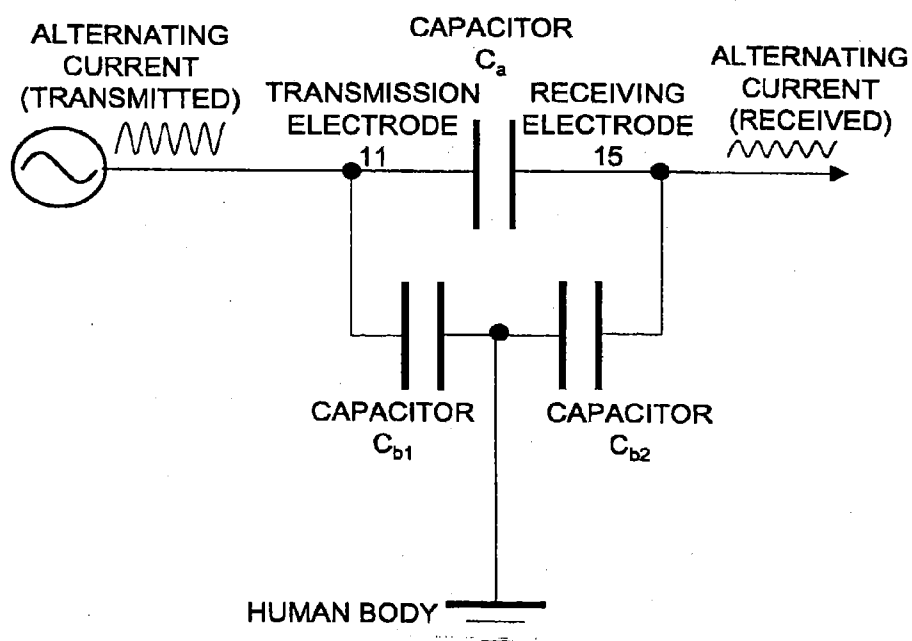 ALTERNATING
CURRENT
(TRANSMITTED)
CAPACITOR
Ca
TRANSMISSION
ELECTRODE
11
RECEIVING
ELECTRODE
15
ALTERNATING
CURRENT
(RECEIVED)
CAPACITOR
Cb1
CAPACITOR
Cb2
HUMAN BODY